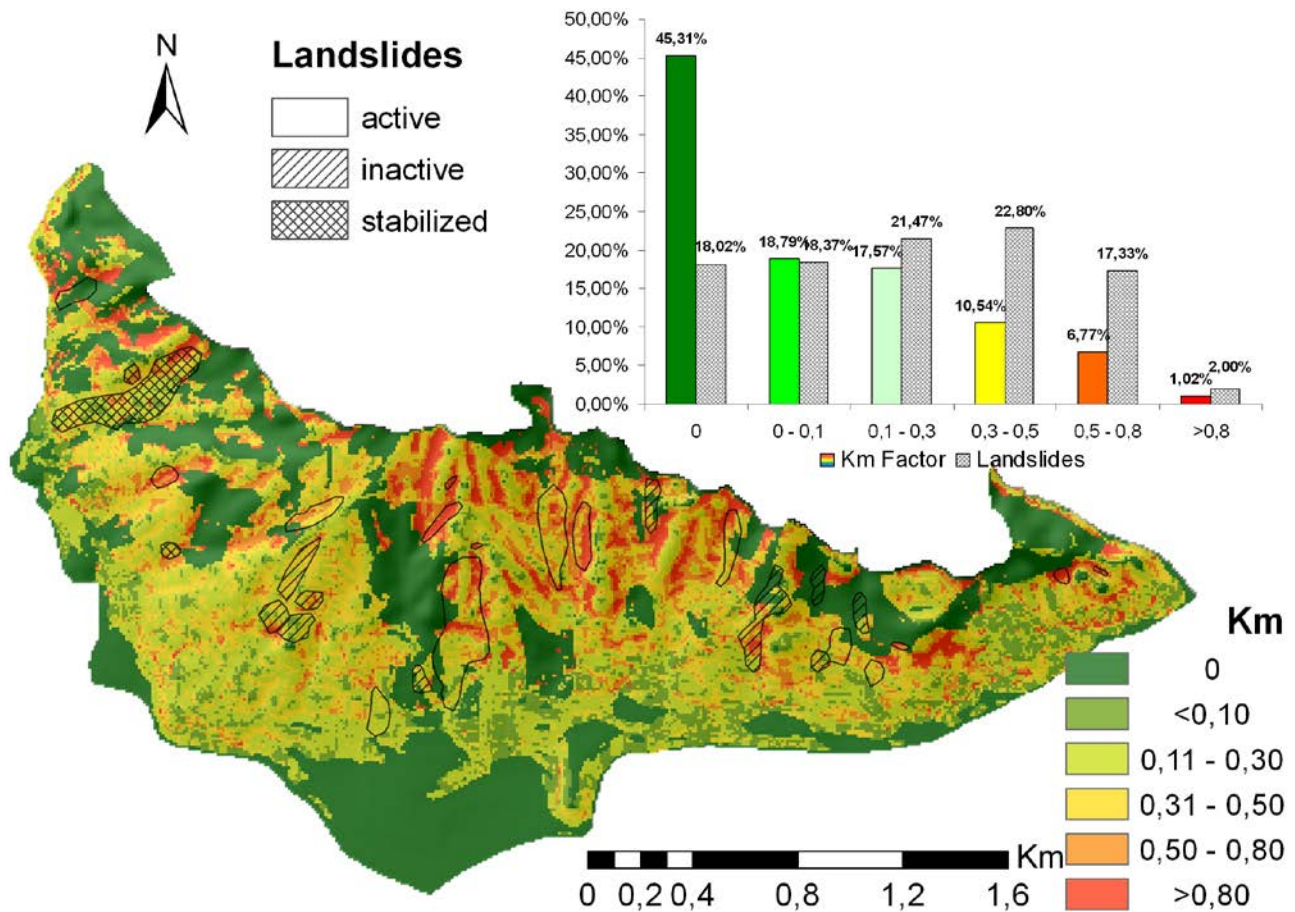 N
Landslides
active
inactive
stabilized
50,00%
45,00%
40,00%
35,00%
30,00%
25,00%
20,00%
15,00%
10,00%
5,00%
0,00%
45,31%
18,02%
18,79%
18,37%
17,57%
21,47%
10,54%
22,80%
6,77%
17,33%
1,02%
2,00%
0
0 - 0,1
0,1 - 0,3
0,3 - 0,5
0,5 - 0,8
>0,8
Km Factor
Landslides
Km
0
<0,10
0,11 - 0,30
0,31 - 0,50
0,50 - 0,80
>0,80
Km
0 0,2 0,4 0,8 1,2 1,6